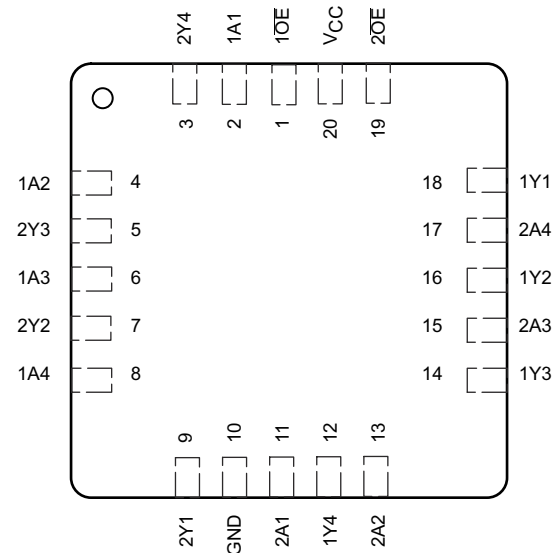 2Y4 1A1 1O̅E̅ VCC 2O̅E̅
3 2 1 20 19
1A2 4 18 1Y1
2Y3 5 17 2A4
1A3 6 16 1Y2
2Y2 7 15 2A3
1A4 8 14 1Y3
9 10 11 12 13
2Y1 GND 2A1 1Y4 2A2